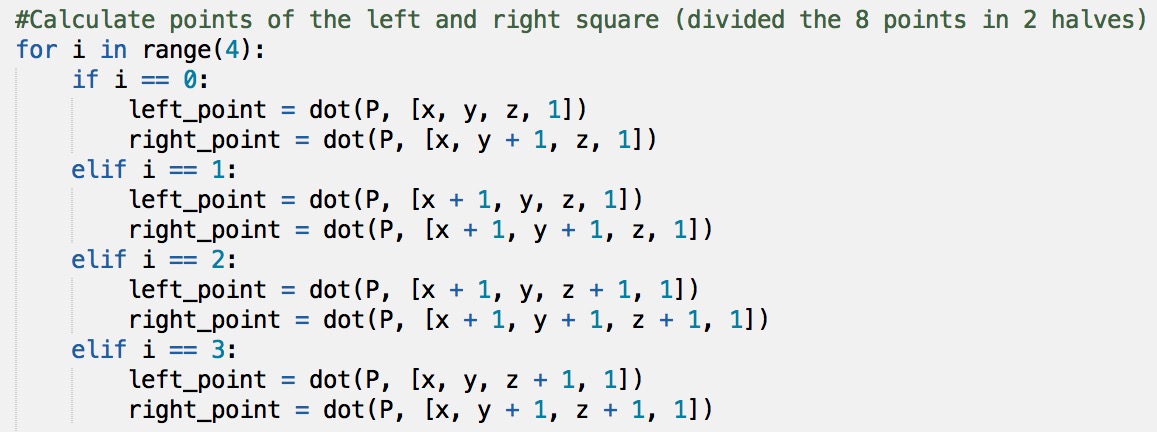 #Calculate points of the left and right square (divided the 8 points in 2 halves)
for i in range(4):
    if i == 0:
        left_point = dot(P, [x, y, z, 1])
        right_point = dot(P, [x, y + 1, z, 1])
    elif i == 1:
        left_point = dot(P, [x + 1, y, z, 1])
        right_point = dot(P, [x + 1, y + 1, z, 1])
    elif i == 2:
        left_point = dot(P, [x + 1, y, z + 1, 1])
        right_point = dot(P, [x + 1, y + 1, z + 1, 1])
    elif i == 3:
        left_point = dot(P, [x, y, z + 1, 1])
        right_point = dot(P, [x, y + 1, z + 1, 1])